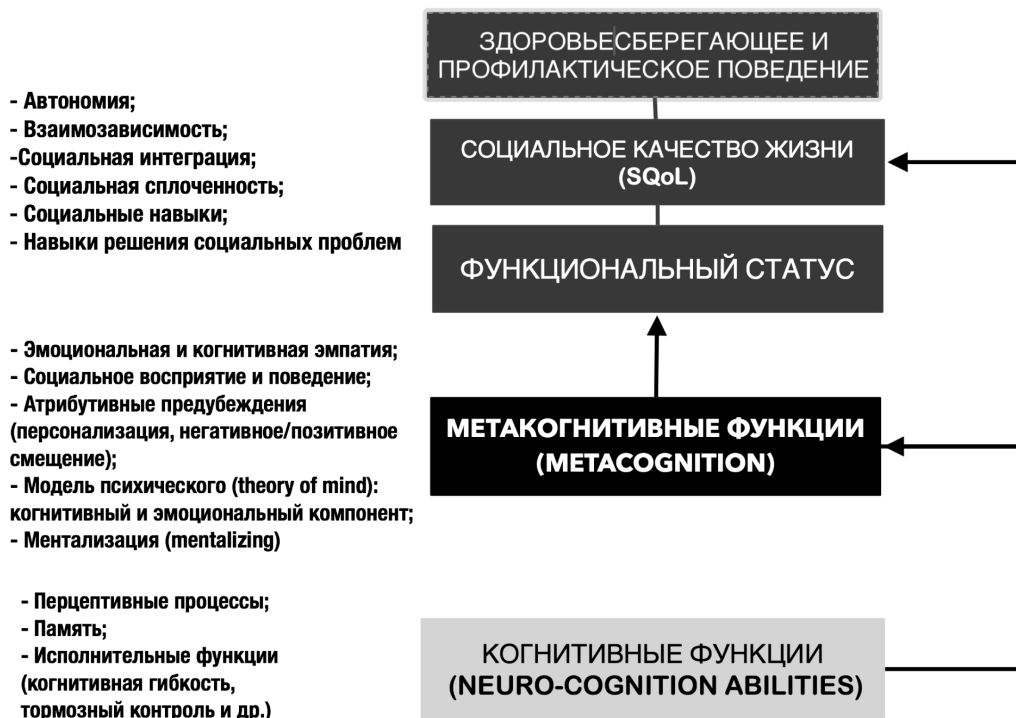 ЗДОРОВЬЕСБЕРЕГАЮЩЕЕ И
ПРОФИЛАКТИЧЕСКОЕ ПОВЕДЕНИЕ
- Автономия;
- Взаимозависимость;
-Социальная интеграция;
- Социальная сплоченность;
- Социальные навыки;
- Навыки решения социальных проблем
СОЦИАЛЬНОЕ КАЧЕСТВО ЖИЗНИ
(SQoL)
ФУНКЦИОНАЛЬНЫЙ СТАТУС
- Эмоциональная и когнитивная эмпатия;
- Социальное восприятие и поведение;
- Атрибутивные предубеждения
(персонализация, негативное/позитивное
смещение);
- Модель психического (theory of mind):
когнитивный и эмоциональный компонент;
- Ментализация (mentalizing)
МЕТАКОГНИТИВНЫЕ ФУНКЦИИ
(METACOGNITION)
- Перцептивные процессы;
- Память;
- Исполнительные функции
(когнитивная гибкость,
тормозный контроль и др.)
КОГНИТИВНЫЕ ФУНКЦИИ
(NEURO-COGNITION ABILITIES)